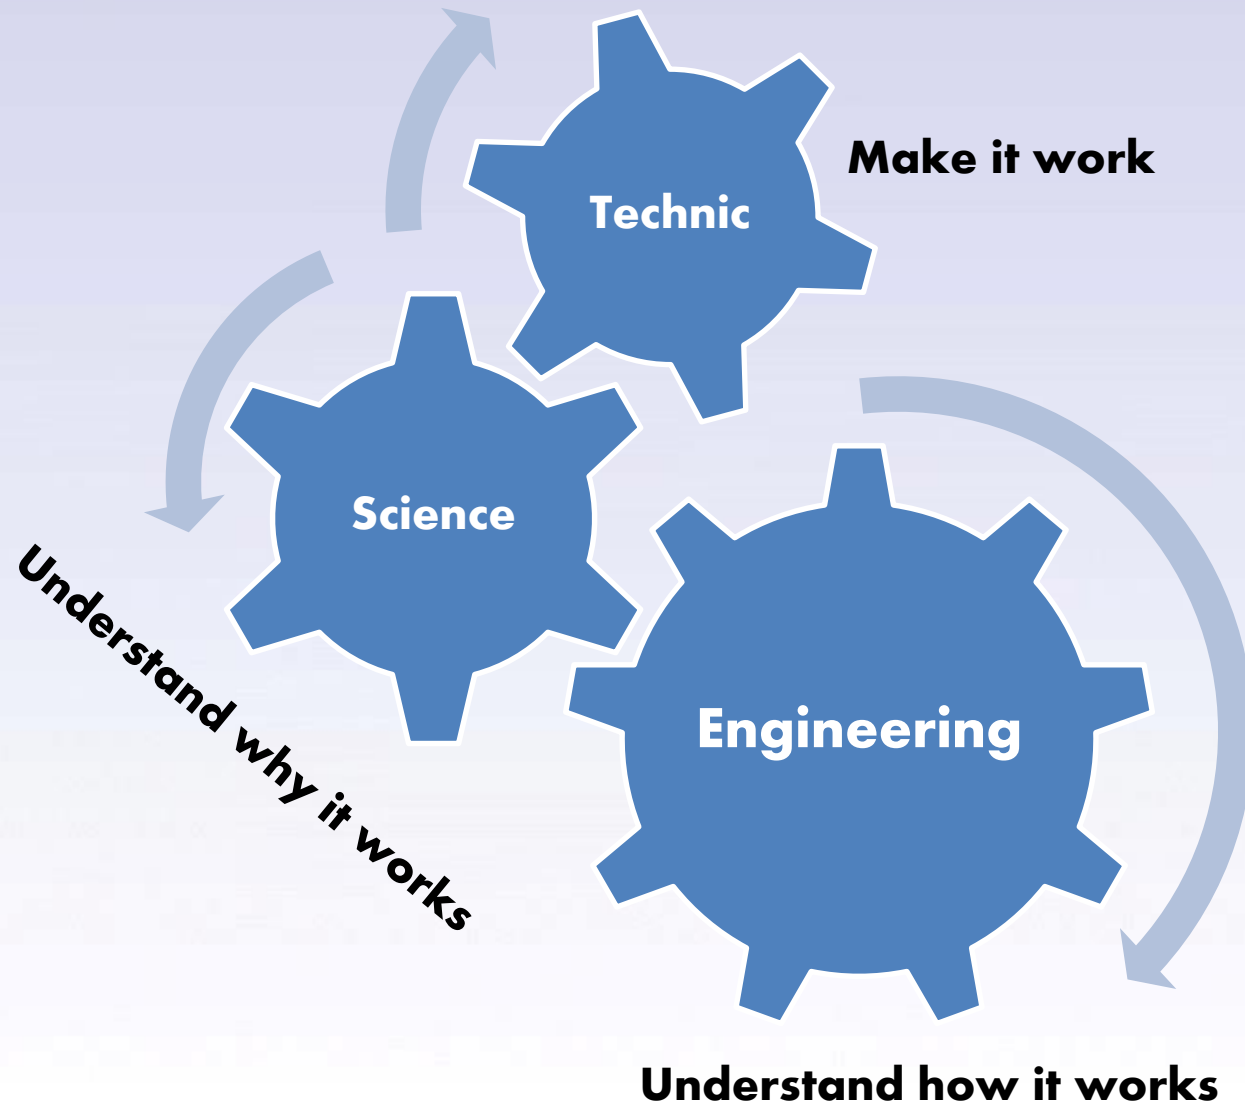 Make it work
Technic
Science
Understand why it works
Engineering
Understand how it works